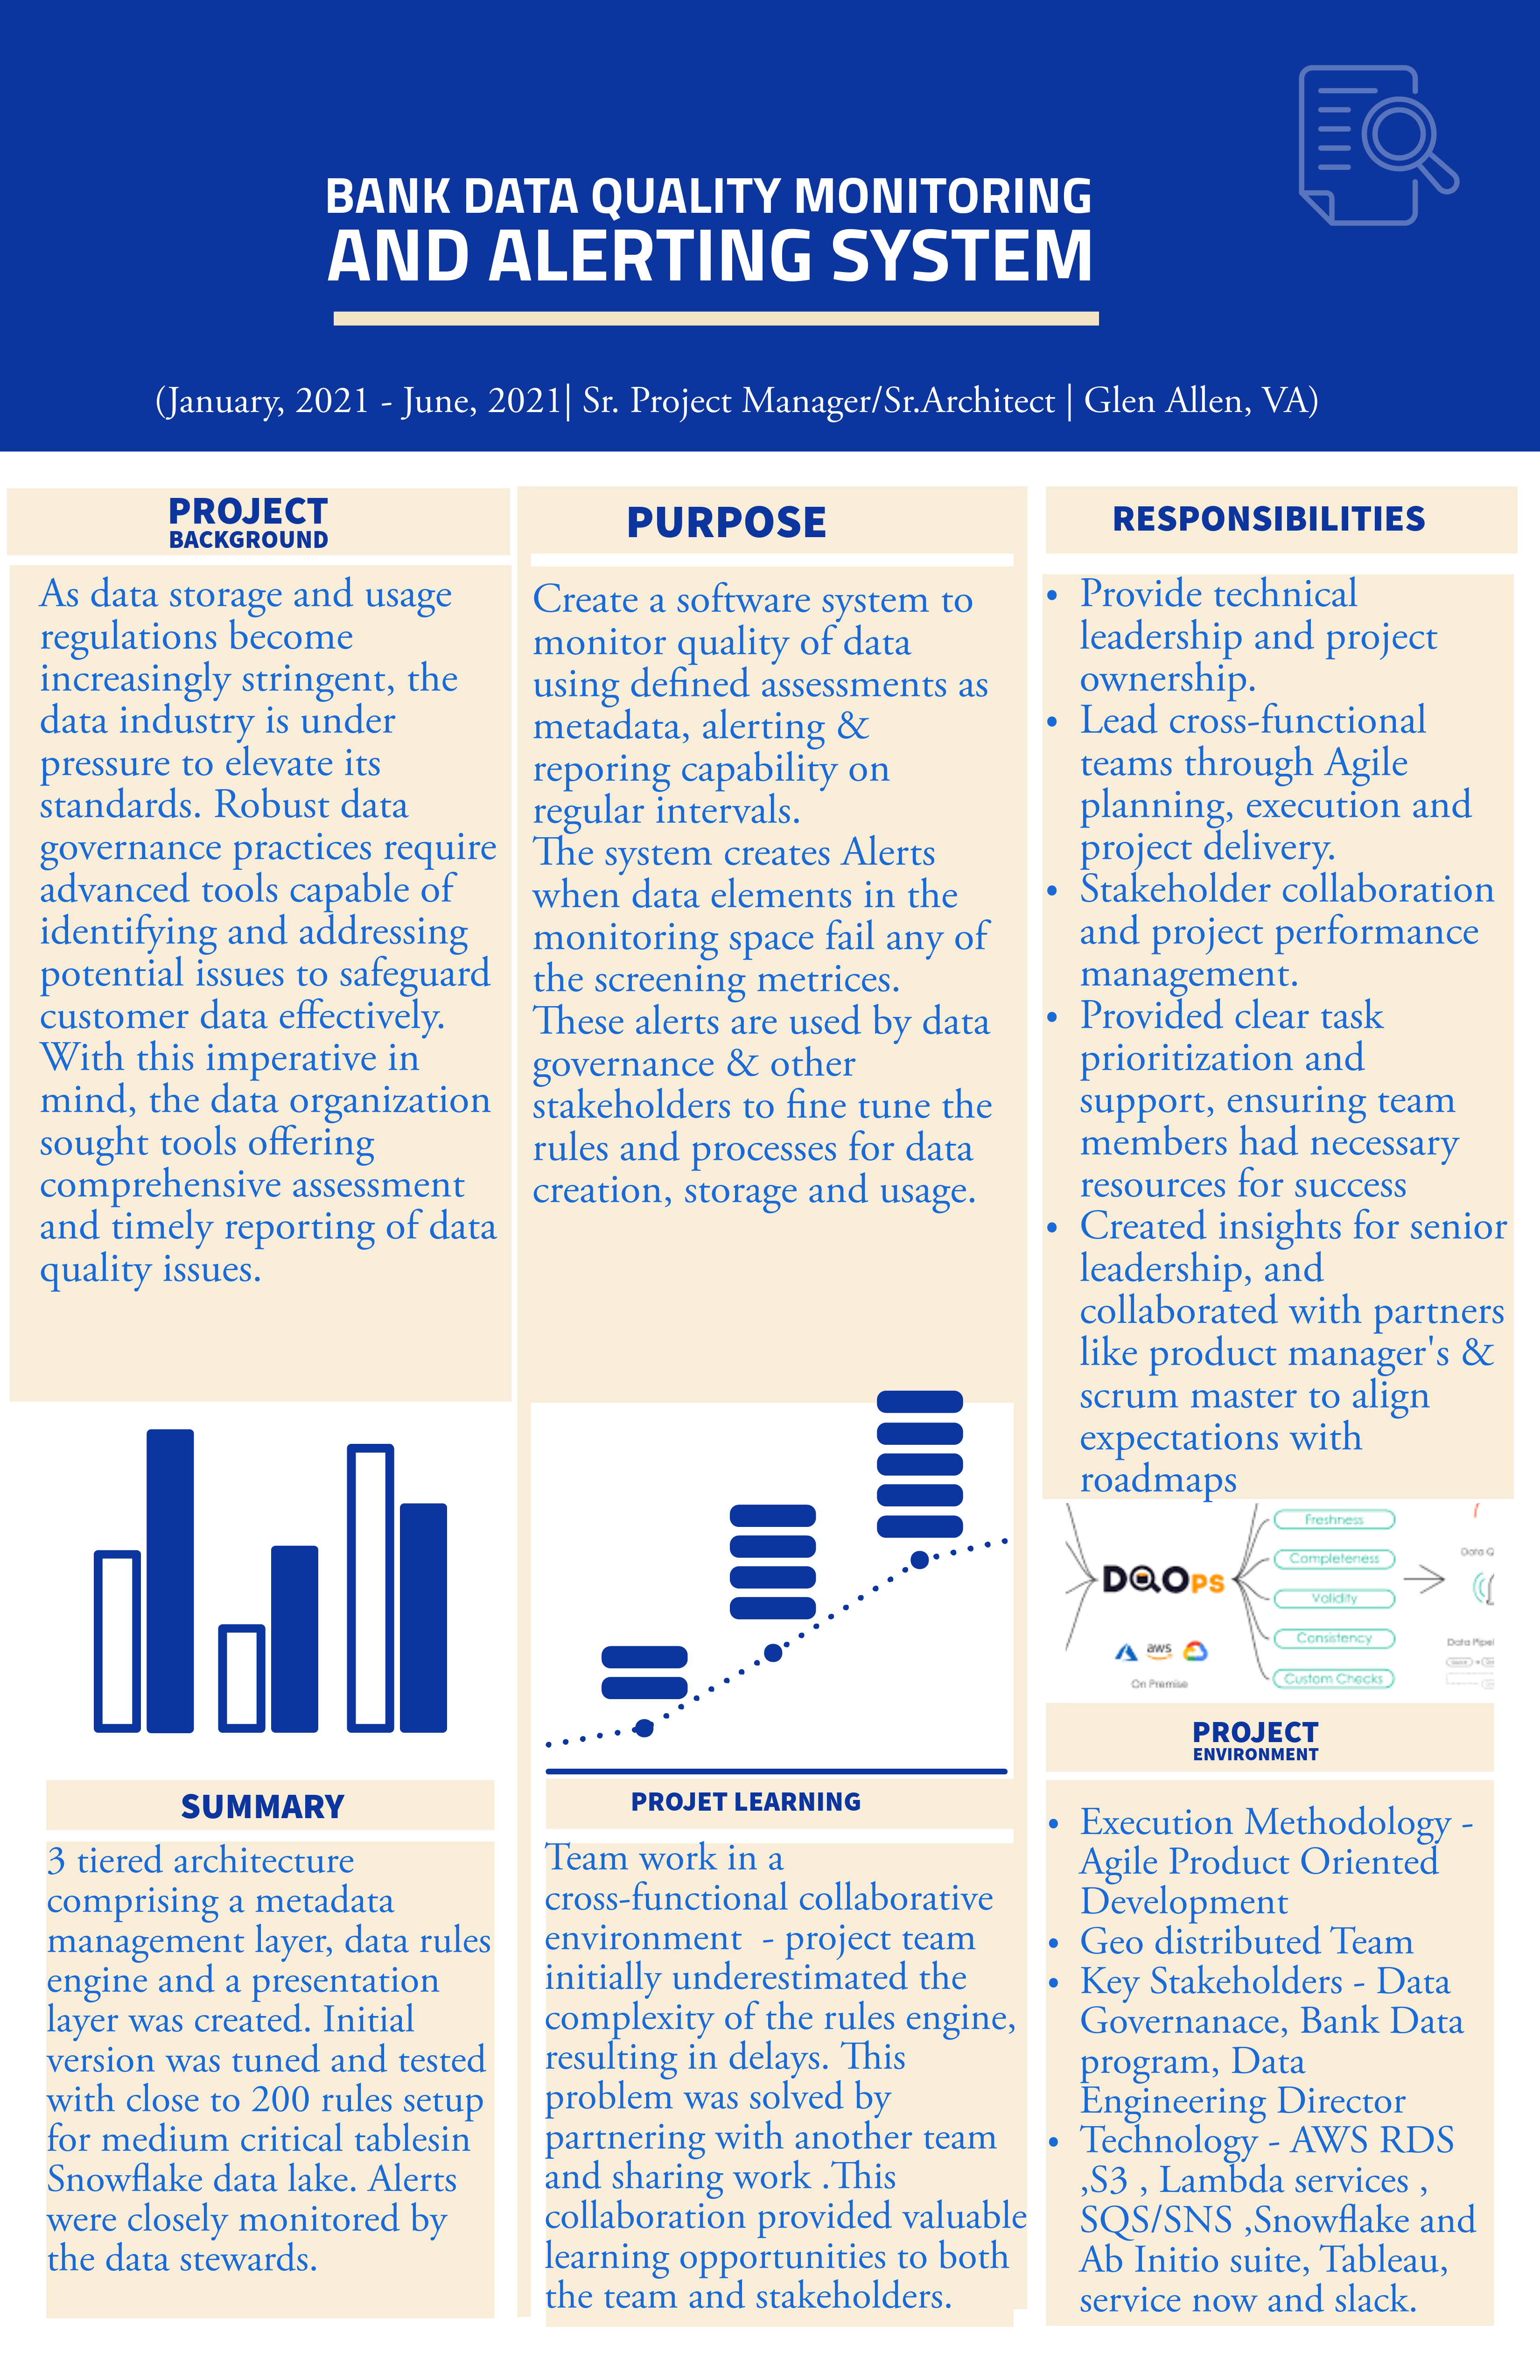 BANK DATA QUALITY MONITORING
AND ALERTING SYSTEM
(January, 2021 - June, 2021| Sr. Project Manager/Sr.Architect | Glen Allen, VA)
PROJECT
BACKGROUND
As data storage and usage
regulations become
increasingly stringent, the
data industry is under
pressure to elevate its
standards. Robust data
governance practices require
advanced tools capable of
identifying and addressing
potential issues to safeguard
customer data effectively.
With this imperative in
mind, the data organization
sought tools offering
comprehensive assessment
and timely reporting of data
quality issues.
PURPOSE
Create a software system to
monitor quality of data
using defined assessments as
metadata, alerting &
reporing capability on
regular intervals.
The system creates Alerts
when data elements in the
monitoring space fail any of
the screening metrices.
These alerts are used by data
governance & other
stakeholders to fine tune the
rules and processes for data
creation, storage and usage.
RESPONSIBILITIES
• Provide technical
leadership and project
ownership.
• Lead cross-functional
teams through Agile
planning, execution and
project delivery.
• Stakeholder collaboration
and project performance
management.
• Provided clear task
prioritization and
support, ensuring team
members had necessary
resources for success
• Created insights for senior
leadership, and
collaborated with partners
like product manager's &
scrum master to align
expectations with
roadmaps
DQOps
aws
On Premise
Freshness
Completeness
Validity
Consistency
Custom Checks
Data Q
Data Pipel
SUMMARY
3 tiered architecture
comprising a metadata
management layer, data rules
engine and a presentation
layer was created. Initial
version was tuned and tested
with close to 200 rules setup
for medium critical tablesin
Snowflake data lake. Alerts
were closely monitored by
the data stewards.
PROJET LEARNING
Team work in a
cross-functional collaborative
environment  - project team
initially underestimated the
complexity of the rules engine,
resulting in delays. This
problem was solved by
partnering with another team
and sharing work .This
collaboration provided valuable
learning opportunities to both
the team and stakeholders.
PROJECT
ENVIRONMENT
• Execution Methodology -
Agile Product Oriented
Development
• Geo distributed Team
• Key Stakeholders - Data
Governanace, Bank Data
program, Data
Engineering Director
• Technology - AWS RDS
,S3 , Lambda services ,
SQS/SNS ,Snowflake and
Ab Initio suite, Tableau,
service now and slack.